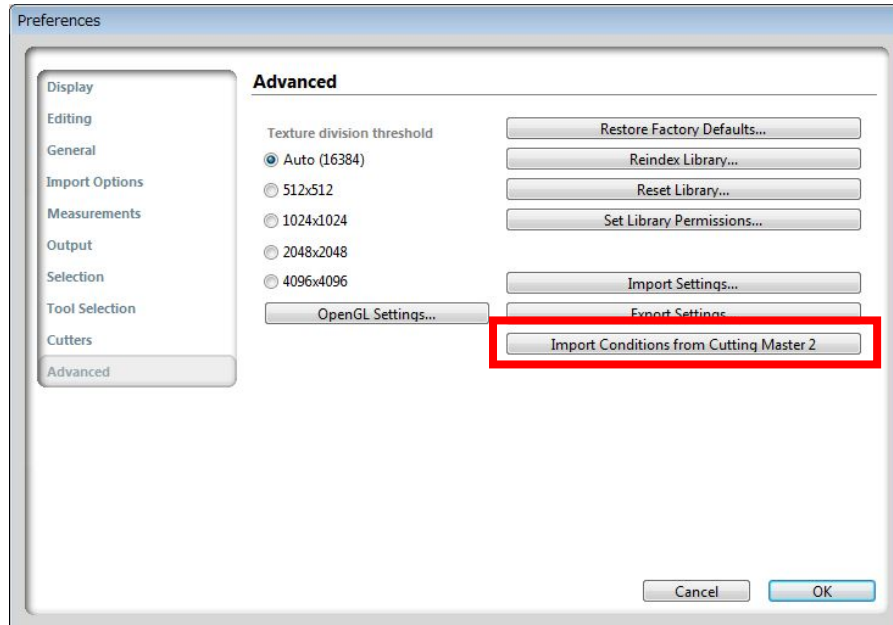 Preferences
Display
Editing
General
Import Options
Measurements
Output
Selection
Tool Selection
Cutters
Advanced
Advanced
Texture division threshold
Auto (16384)
512x512
1024x1024
2048x2048
4096x4096
OpenGL Settings...
Restore Factory Defaults...
Reindex Library...
Reset Library...
Set Library Permissions...
Import Settings...
Export Settings
Import Conditions from Cutting Master 2
Cancel
OK